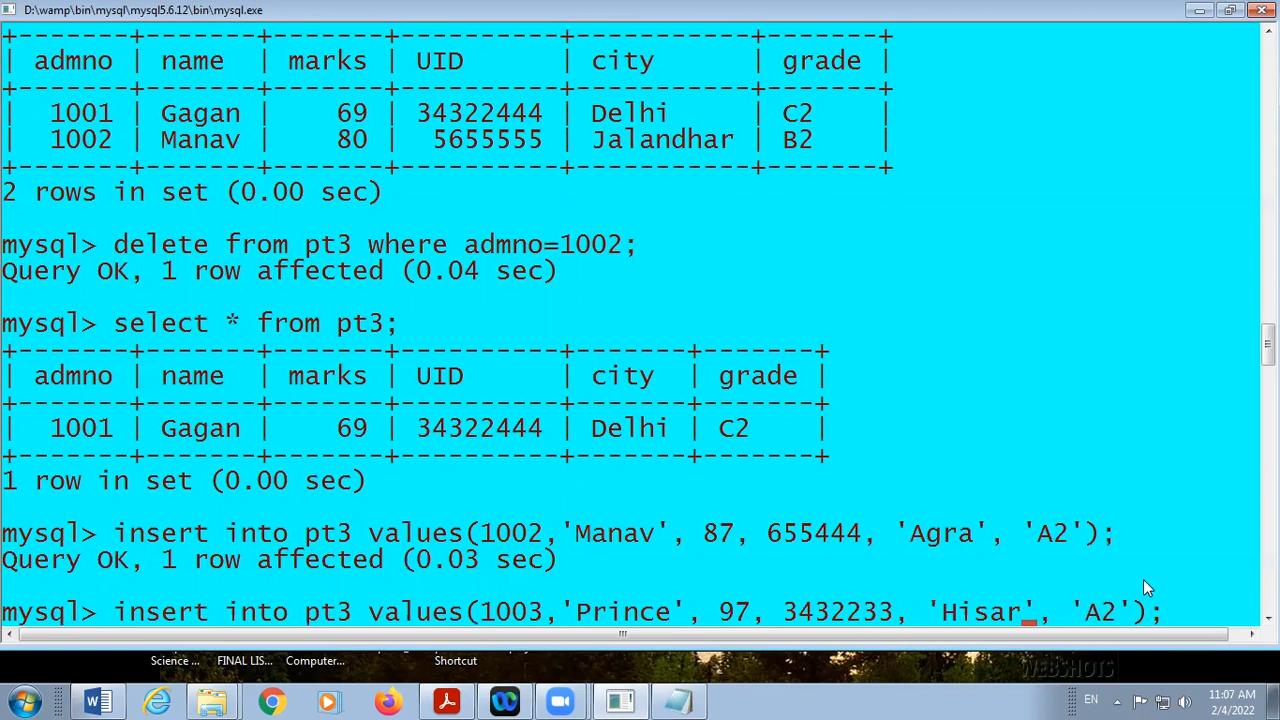 D:\wamp\bin\mysql\mysql5.6.12\bin\mysql.exe
+-------+-------+-------+----------+-----------+-------+
| admno | name  | marks | UID      | city      | grade |
+-------+-------+-------+----------+-----------+-------+
|  1001 | Gagan |    69 | 34322444 | Delhi     | C2    |
|  1002 | Manav |    80 |  5655555 | Jalandhar | B2    |
+-------+-------+-------+----------+-----------+-------+
2 rows in set (0.00 sec)
mysql> delete from pt3 where admno=1002;
Query OK, 1 row affected (0.04 sec)
mysql> select * from pt3;
+-------+-------+-------+----------+-------+-------+
| admno | name  | marks | UID      | city  | grade |
+-------+-------+-------+----------+-------+-------+
|  1001 | Gagan |    69 | 34322444 | Delhi | C2    |
+-------+-------+-------+----------+-------+-------+
1 row in set (0.00 sec)
mysql> insert into pt3 values(1002,'Manav', 87, 655444, 'Agra', 'A2');
Query OK, 1 row affected (0.03 sec)
mysql> insert into pt3 values(1003,'Prince', 97, 3432233, 'Hisar', 'A2');
Science ... FINAL LIS... Computer... Shortcut WEBSHOTS
EN 11:07 AM
2/4/2022